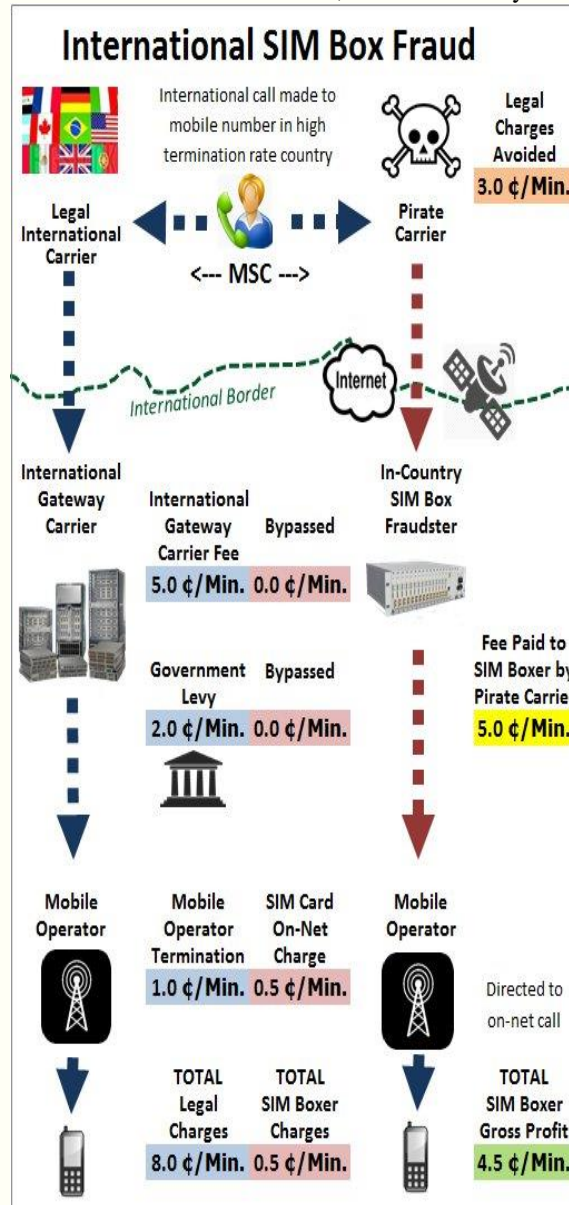 International SIM Box Fraud
International call made to
mobile number in high
termination rate country
Legal
Charges
Avoided
3.0 ¢/Min.
Legal
International
Carrier
Pirate
Carrier
<--- MSC --->
Internet
International Border
International
Gateway
Carrier
International
Gateway
Carrier Fee
5.0 ¢/Min.
Bypassed
0.0 ¢/Min.
In-Country
SIM Box
Fraudster
Government
Levy
2.0 ¢/Min.
Bypassed
0.0 ¢/Min.
Fee Paid to
SIM Boxer by
Pirate Carrie
5.0 ¢/Min.
Mobile
Operator
Mobile
Operator
Termination
1.0 ¢/Min.
SIM Card
On-Net
Charge
0.5 ¢/Min.
Mobile
Operator
Directed to
on-net call
TOTAL
Legal
Charges
8.0 ¢/Min.
TOTAL
SIM Boxer
Charges
0.5 ¢/Min.
TOTAL
SIM Boxer
Gross Profit
4.5 ¢/Min.